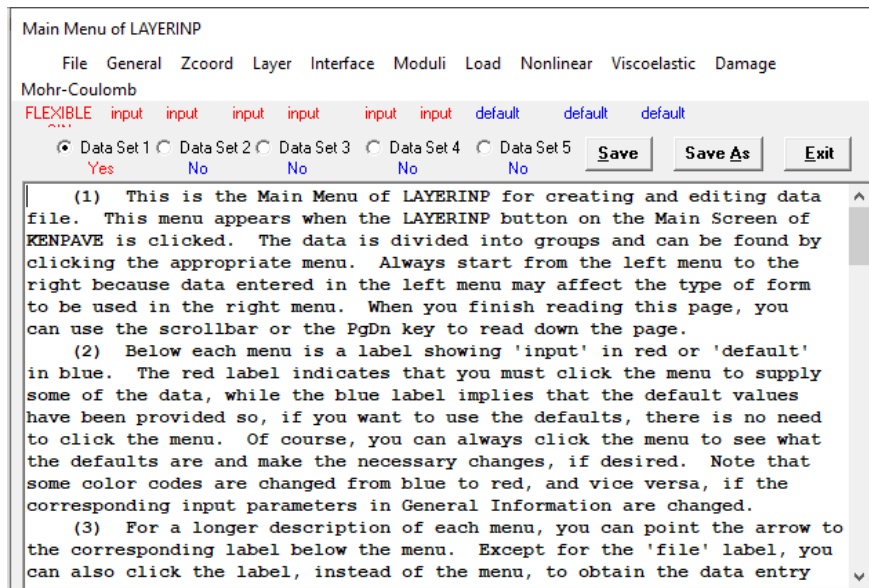 Main Menu of LAYERINP
File General Zcoord Layer Interface Moduli Load Nonlinear Viscoelastic Damage
Mohr-Coulomb
FLEXIBLE input input input input input input default default default
Data Set 1 Data Set 2 Data Set 3 Data Set 4 Data Set 5 Save Save As Exit
Yes No No No No
(1) This is the Main Menu of LAYERINP for creating and editing data
file. This menu appears when the LAYERINP button on the Main Screen of
KENPAVE is clicked. The data is divided into groups and can be found by
clicking the appropriate menu. Always start from the left menu to the
right because data entered in the left menu may affect the type of form
to be used in the right menu. When you finish reading this page, you
can use the scrollbar or the PgDn key to read down the page.
(2) Below each menu is a label showing 'input' in red or 'default'
in blue. The red label indicates that you must click the menu to supply
some of the data, while the blue label implies that the default values
have been provided so, if you want to use the defaults, there is no need
to click the menu. Of course, you can always click the menu to see what
the defaults are and make the necessary changes, if desired. Note that
some color codes are changed from blue to red, and vice versa, if the
corresponding input parameters in General Information are changed.
(3) For a longer description of each menu, you can point the arrow to
the corresponding label below the menu. Except for the 'file' label, you
can also click the label, instead of the menu, to obtain the data entry